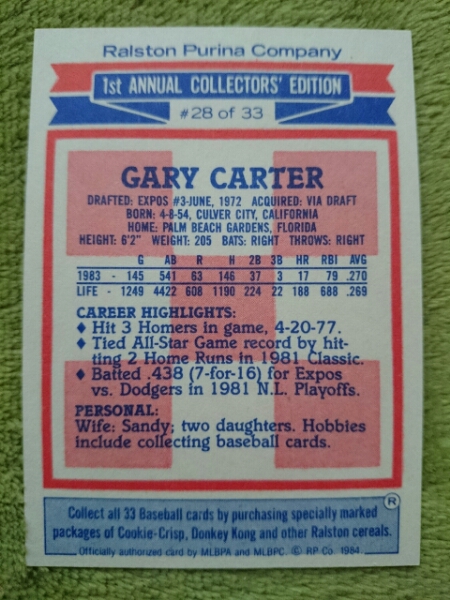 Ralston Purina Company
1st ANNUAL COLLECTORS' EDITION
#28 of 33
GARY CARTER
DRAFTED: EXPOS #3-JUNE, 1972 ACQUIRED: VIA DRAFT
BORN: 4-8-54, CULVER CITY, CALIFORNIA
HOME: PALM BEACH GARDENS, FLORIDA
HEIGHT: 6'2" WEIGHT: 205 BATS: RIGHT THROWS: RIGHT
G AB R H 2B 3B HR RBI AVG
1983 - 145 541 63 146 37 3 17 79 .270
LIFE - 1249 4422 608 1190 224 22 188 688 .269
CAREER HIGHLIGHTS:
♦ Hit 3 Homers in game, 4-20-77.
♦ Tied All-Star Game record by hit-
ting 2 Home Runs in 1981 Classic.
♦ Batted .438 (7-for-16) for Expos
vs. Dodgers in 1981 N.L. Playoffs.
PERSONAL:
Wife: Sandy; two daughters. Hobbies
include collecting baseball cards.
®
Collect all 33 Baseball cards by purchasing specially marked
packages of Cookie-Crisp, Donkey Kong and other Ralston cereals.
Officially authorized card by MLBPA and MLBPC. © RP Co. 1984